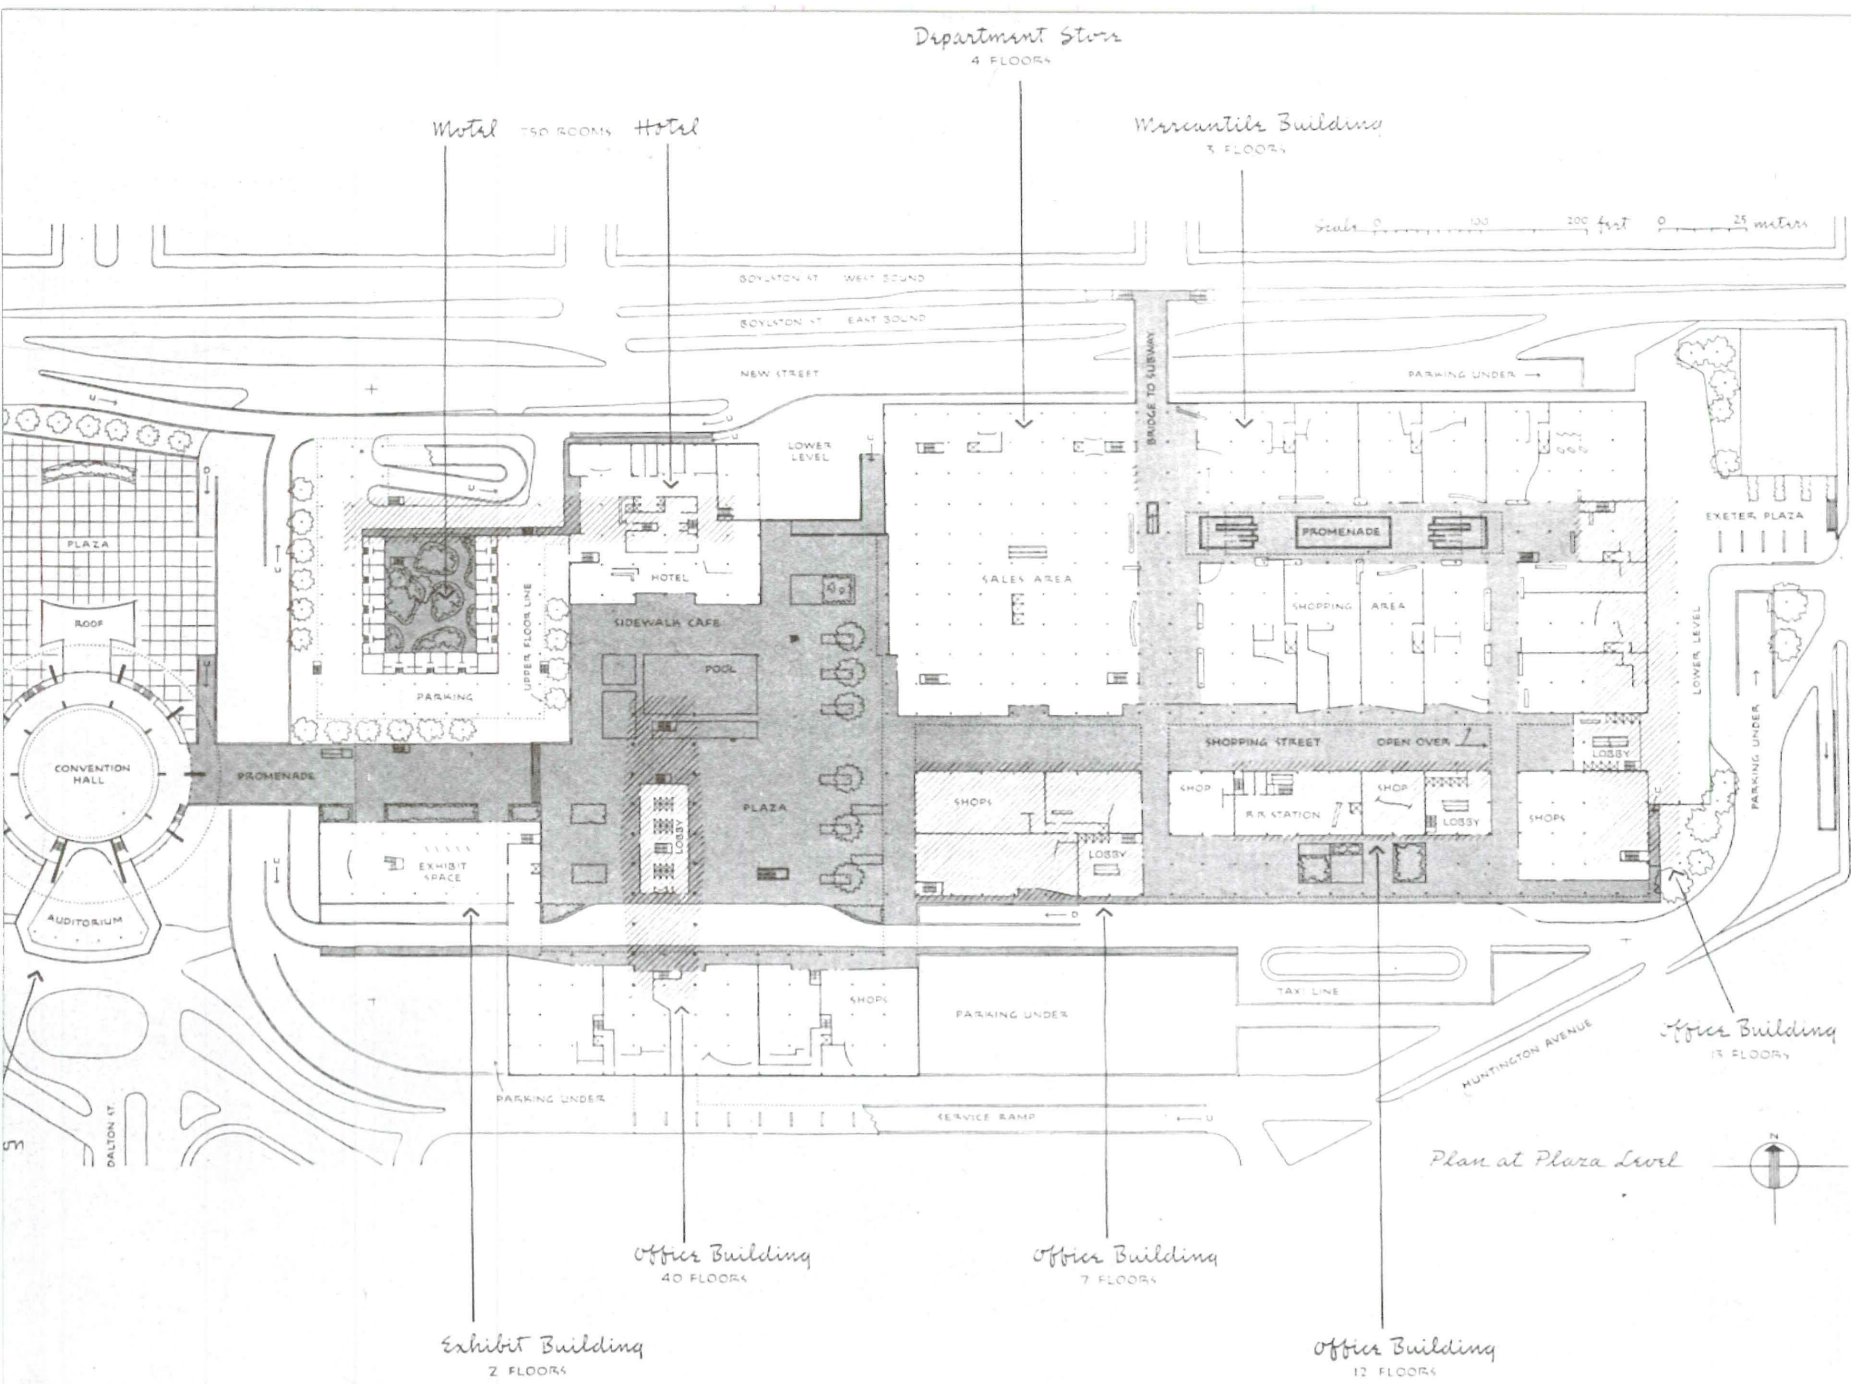 Department Store
4 FLOORS
Motel 750 ROOMS Hotel
Mercantile Building
3 FLOORS
Scale 0 100 200 feet 0 25 meters
BOYLSTON ST WEST BOUND
BOYLSTON ST EAST BOUND
NEW STREET
BRIDGE TO SUBWAY
PARKING UNDER
U
U
U
U
LOWER
LEVEL
D
U
U
PLAZA
EXETER PLAZA
PROMENADE
HOTEL
SALES AREA
SHOPPING AREA
ROOF
SIDEWALK CAFE
UPPER FLOOR LINE
POOL
PARKING
LOWER LEVEL
PARKING UNDER
U
CONVENTION
HALL
PROMENADE
SHOPPING STREET OPEN OVER
LOBBY
PARKING UNDER
PLAZA
SHOPS
SHOP
R.R. STATION
SHOP
LOBBY
SHOPS
LOBBY
LOBBY
EXHIBIT
SPACE
AUDITORIUM
D
TAXI LINE
SHOPS
PARKING UNDER
HUNTINGTON AVENUE
Office Building
13 FLOORS
PARKING UNDER
SERVICE RAMP
U
DALTON ST.
Plan at Plaza Level
N
Office Building
40 FLOORS
Office Building
7 FLOORS
Exhibit Building
2 FLOORS
Office Building
12 FLOORS